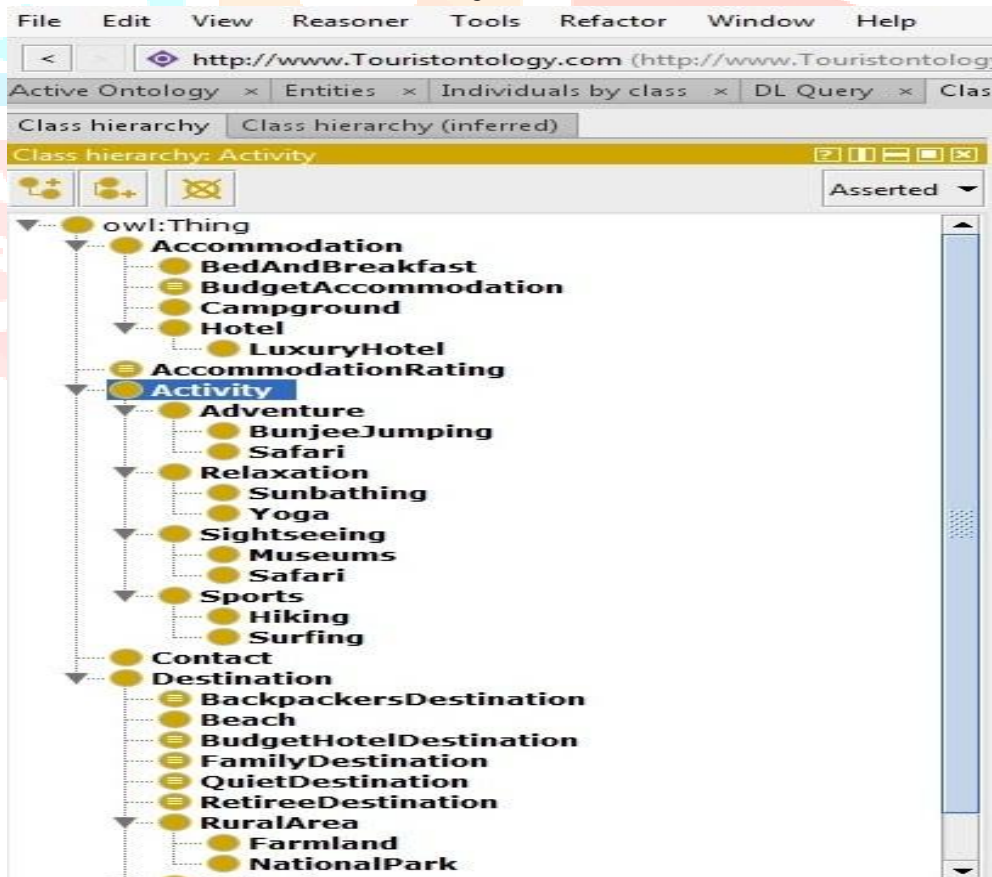 File Edit View Reasoner Tools Refactor Window Help
< http://www.Touristontology.com (http://www.Touristontology
Active Ontology × Entities × Individuals by class × DL Query × Clas
Class hierarchy Class hierarchy (inferred)
Class hierarchy: Activity
Asserted
owl:Thing
Accommodation
BedAndBreakfast
BudgetAccommodation
Campground
Hotel
LuxuryHotel
AccommodationRating
Activity
Adventure
BunjeeJumping
Safari
Relaxation
Sunbathing
Yoga
Sightseeing
Museums
Safari
Sports
Hiking
Surfing
Contact
Destination
BackpackersDestination
Beach
BudgetHotelDestination
FamilyDestination
QuietDestination
RetireeDestination
RuralArea
Farmland
NationalPark